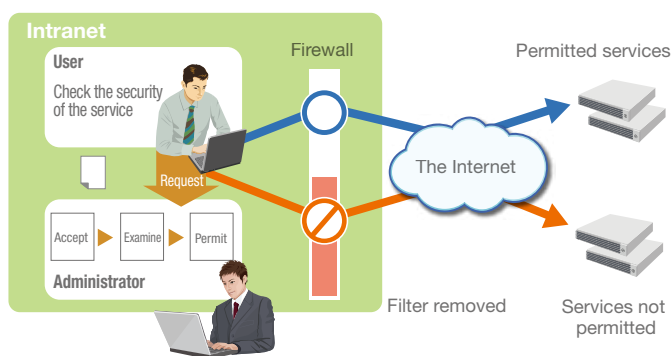 Intranet
User
Check the security
of the service
Request
Accept
Examine
Permit
Administrator
Firewall
The Internet
Permitted services
Filter removed
Services not
permitted